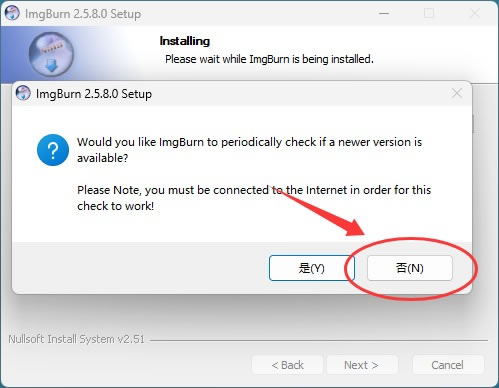 ImgBurn 2.5.8.0 Setup
Installing
Please wait while ImgBurn is being installed.
ImgBurn 2.5.8.0 Setup
Would you like ImgBurn to periodically check if a newer version is
available?
Please Note, you must be connected to the Internet in order for this
check to work!
是(Y)
否(N)
Nullsoft Install System v2.51
< Back
Next >
Cancel